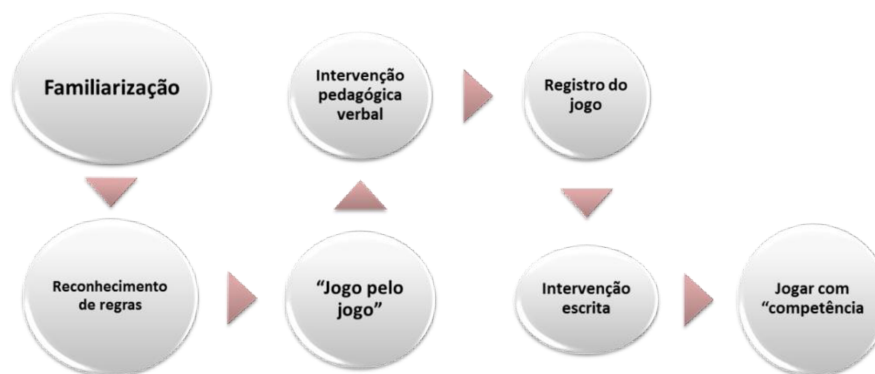 Familiarização
Reconhecimento
de regras
“Jogo pelo
jogo”
Intervenção
pedagógica
verbal
Registro do
jogo
Intervenção
escrita
Jogar com
“competência